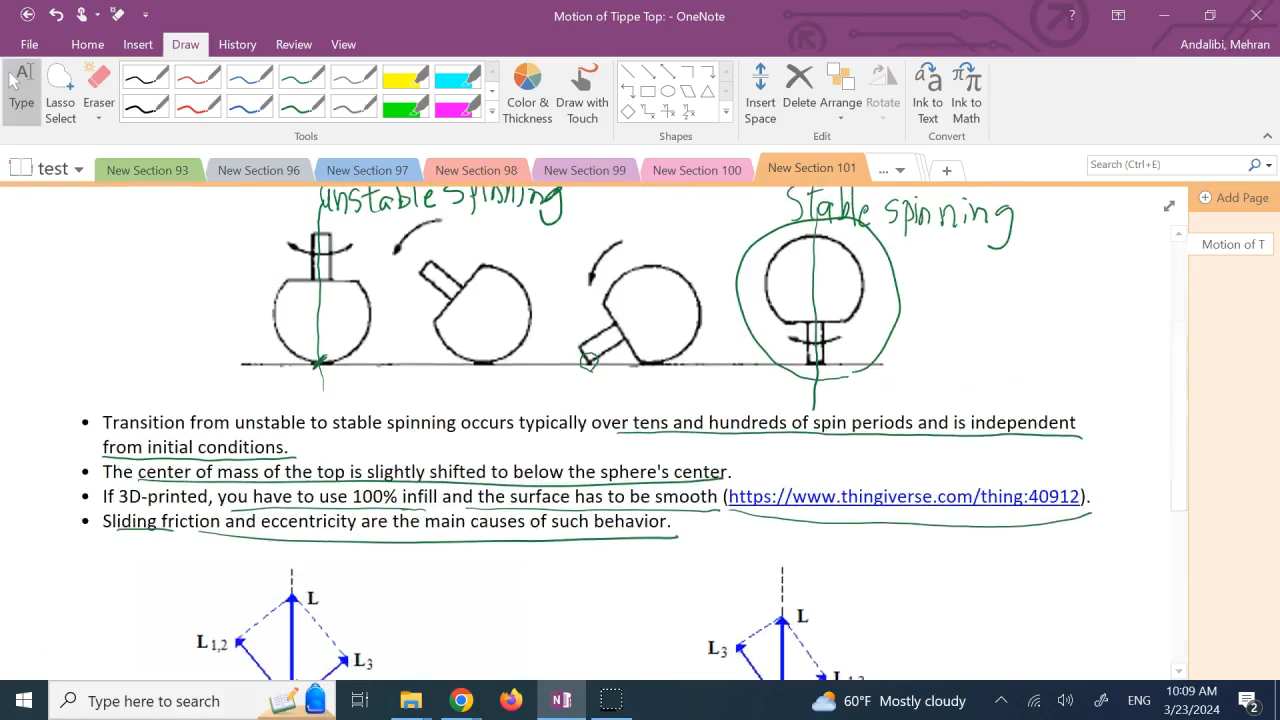 Motion of Tippe Top: - OneNote
?
File
Home
Insert
Draw
History
Review
View
Andalibi, Mehran
Type
Lasso
Select
Eraser
Color &
Thickness
Draw with
Touch
Insert
Space
Delete
Arrange
Rotate
Ink to
Text
Ink to
Math
Tools
Shapes
Edit
Convert
test
New Section 93
New Section 96
New Section 97
New Section 98
New Section 99
New Section 100
New Section 101
...
Search (Ctrl+E)
Add Page
Motion of T
unstable spinning
Stable spinning
• Transition from unstable to stable spinning occurs typically over tens and hundreds of spin periods and is independent
from initial conditions.
• The center of mass of the top is slightly shifted to below the sphere's center.
• If 3D-printed, you have to use 100% infill and the surface has to be smooth (https://www.thingiverse.com/thing:40912).
• Sliding friction and eccentricity are the main causes of such behavior.
L
L1,2
L3
L
L3
Type here to search
60°F Mostly cloudy
ENG
10:09 AM
3/23/2024
2